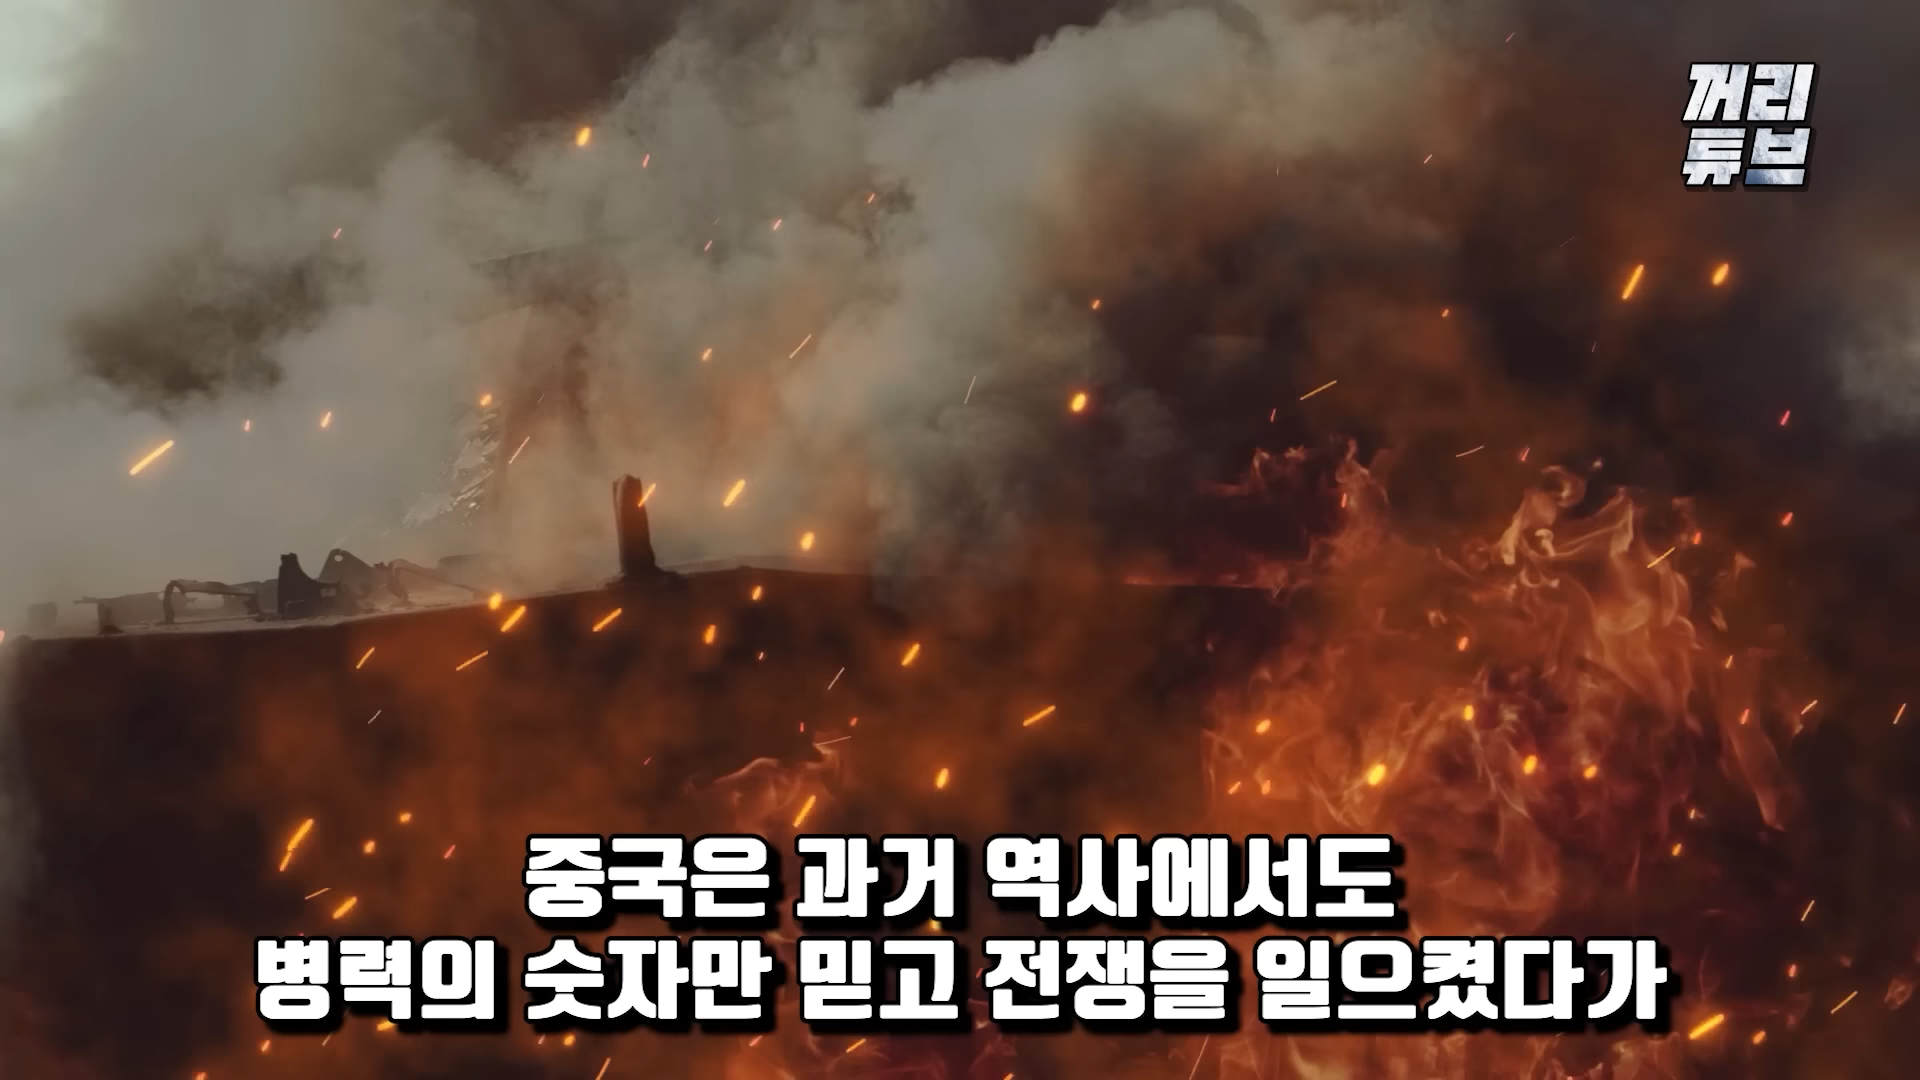 꺼리
튜브
중국은 과거 역사에서도
병력의 숫자만 믿고 전쟁을 일으켰다가